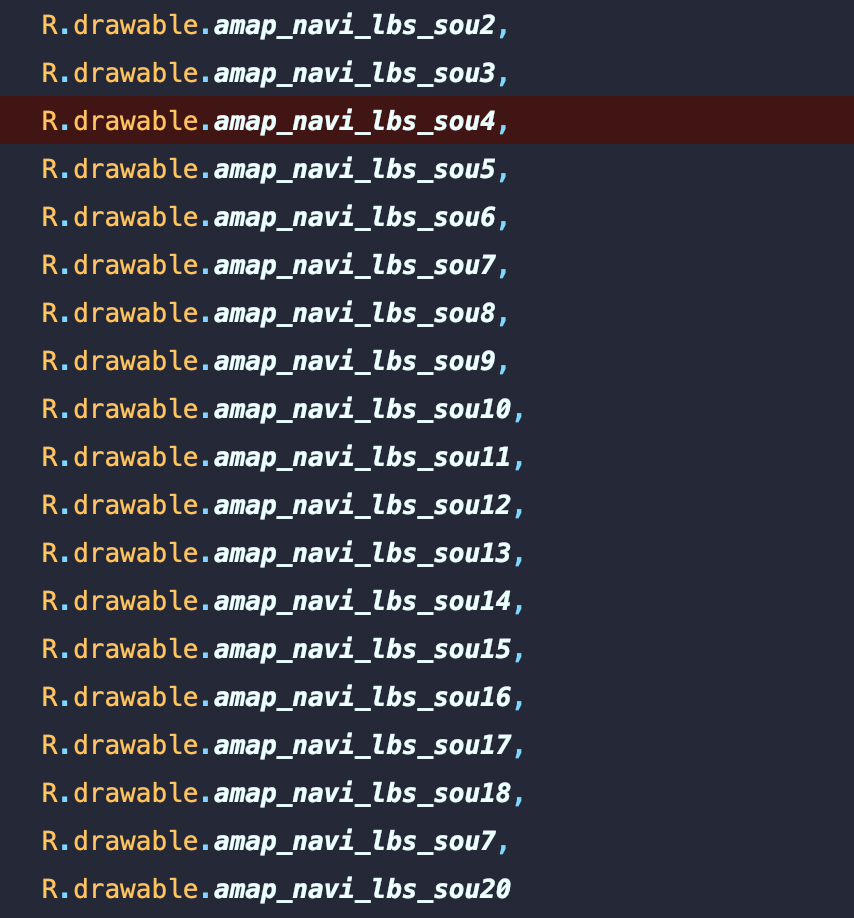 R.drawable.amap_navi_lbs_sou2,
R.drawable.amap_navi_lbs_sou3,
R.drawable.amap_navi_lbs_sou4,
R.drawable.amap_navi_lbs_sou5,
R.drawable.amap_navi_lbs_sou6,
R.drawable.amap_navi_lbs_sou7,
R.drawable.amap_navi_lbs_sou8,
R.drawable.amap_navi_lbs_sou9,
R.drawable.amap_navi_lbs_sou10,
R.drawable.amap_navi_lbs_sou11,
R.drawable.amap_navi_lbs_sou12,
R.drawable.amap_navi_lbs_sou13,
R.drawable.amap_navi_lbs_sou14,
R.drawable.amap_navi_lbs_sou15,
R.drawable.amap_navi_lbs_sou16,
R.drawable.amap_navi_lbs_sou17,
R.drawable.amap_navi_lbs_sou18,
R.drawable.amap_navi_lbs_sou7,
R.drawable.amap_navi_lbs_sou20